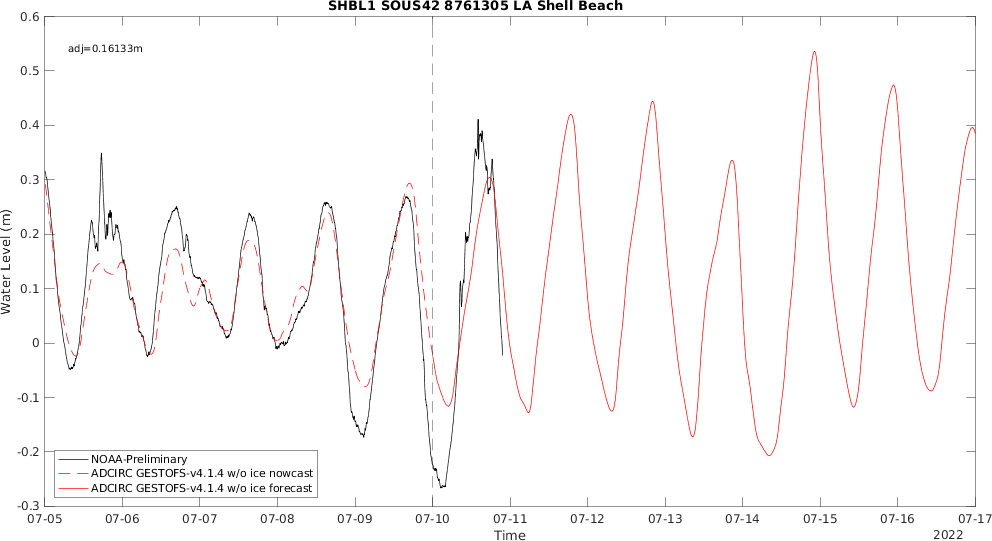 SHBL1 SOUS42 8761305 LA Shell Beach
adj=0.16133m
Water Level (m)
0.6
0.5
0.4
0.3
0.2
0.1
0
-0.1
-0.2
-0.3
NOAA-Preliminary
ADCIRC GESTOFS-v4.1.4 w/o ice nowcast
ADCIRC GESTOFS-v4.1.4 w/o ice forecast
07-05 07-06 07-07 07-08 07-09 07-10 07-11 07-12 07-13 07-14 07-15 07-16 07-17
Time
2022